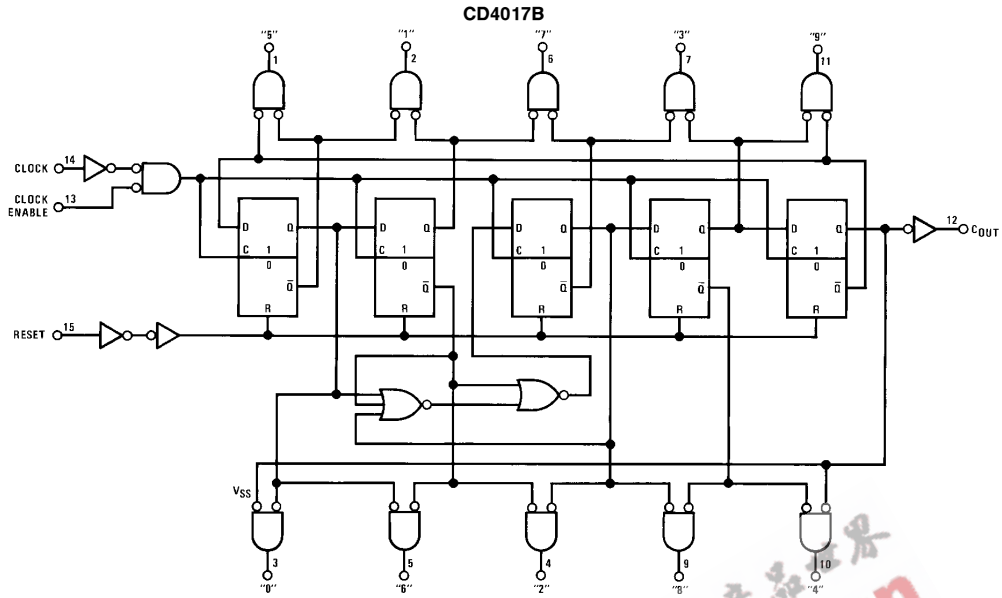 CD4017B
"5" "1" "7" "3" "9"
1 2 6 7 11
CLOCK 14
CLOCK ENABLE 13
D Q D Q D Q D Q D Q
C 1 C 1 C 1 C 1 C 1
0 0 0 0 0
Q̅ Q̅ Q̅ Q̅ Q̅
R R R R R
12 COUT
RESET 15
VSS
3 5 4 9 10
"0" "6" "2" "8" "4"